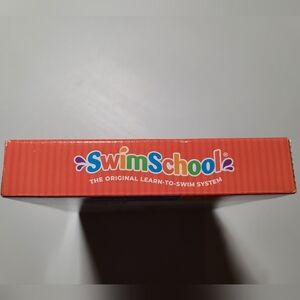 SwimSchool®
THE ORIGINAL LEARN-TO-SWIM SYSTEM